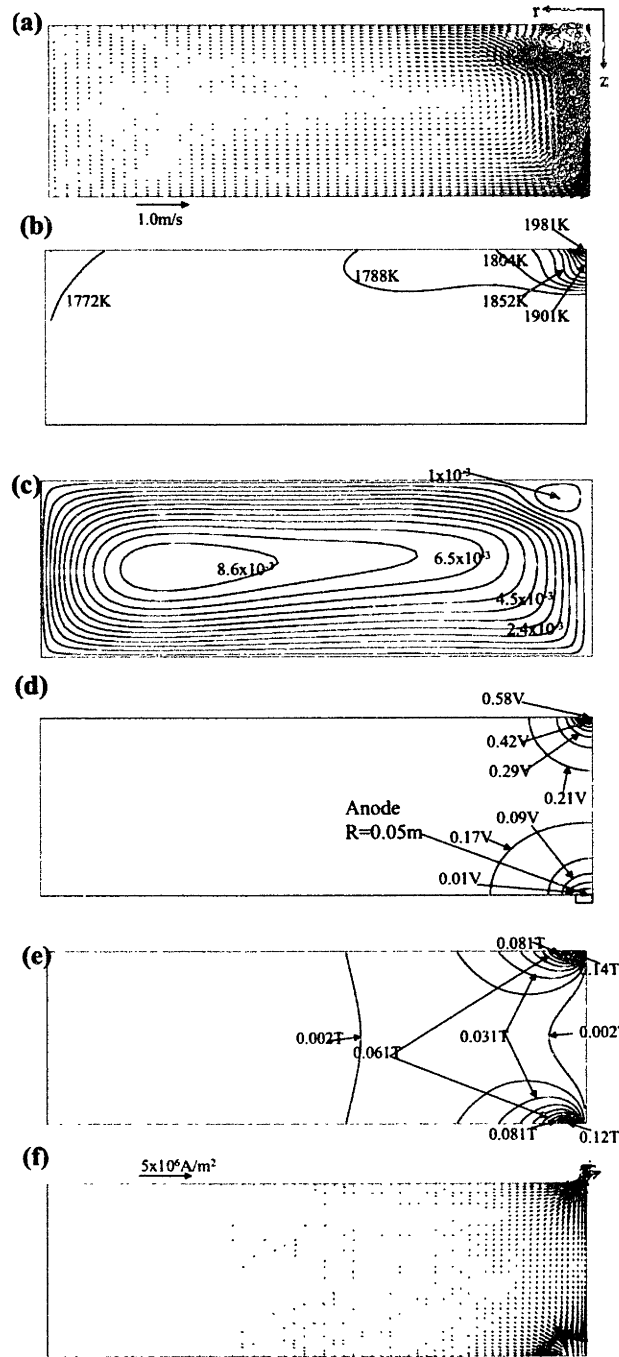 (a)
r
z
1.0m/s
(b)
1981K
1804K
1788K
1772K
1852K
1901K
(c)
1x10⁻³
8.6x10⁻³
6.5x10⁻³
4.5x10⁻³
2.4x10⁻³
(d)
0.58V
0.42V
0.29V
0.21V
Anode
R=0.05m
0.09V
0.17V
0.01V
(e)
0.081T
0.14T
0.002T
0.061T
0.031T
0.002T
0.081T
0.12T
(f)
5x10⁶A/m²